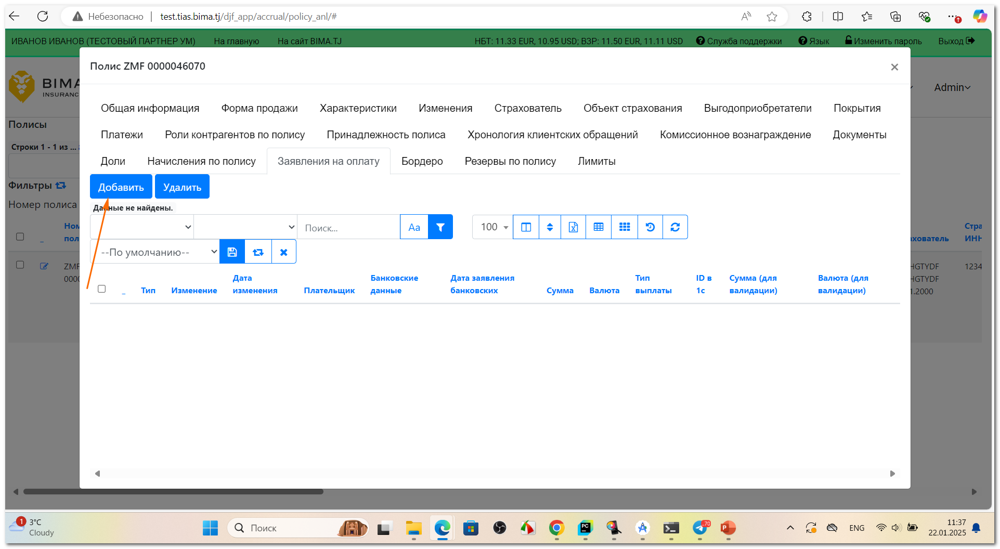 Небезопасно test.tias.bima.tj/djf_app/accrual/policy_anl/#
ИВАНОВ ИВАНОВ (ТЕСТОВЫЙ ПАРТНЕР УМ) На главную На сайт BIMA.TJ НБТ: 11.33 EUR, 10.95 USD; ВЗР: 11.50 EUR, 11.11 USD Служба поддержки Язык Изменить пароль Выход
Полис ZMF 0000046070
BIMA
INSURANC
Admin
Общая информация Форма продажи Характеристики Изменения Страхователь Объект страхования Выгодоприобретатели Покрытия
Полисы
Платежи Роли контрагентов по полису Принадлежность полиса Хронология клиентских обращений Комиссионное вознаграждение Документы
Строки 1 - 1 из ...
Доли Начисления по полису Заявления на оплату Бордеро Резервы по полису Лимиты
Фильтры
Добавить Удалить
Номер полиса
Данные не найдены.
Поиск... Aa 100
Ном
пол
Стра
хователь ИНН
--По умолчанию--
ZMF
0000
HGTYDF 1234
HGTYDF
1.2000
_ Тип Изменение Дата изменения Плательщик Банковские данные Дата заявления банковских Сумма Валюта Тип выплаты ID в 1с Сумма (для валидации) Валюта (для валидации)
1 3°C
Cloudy
Поиск
PC
70
P
ENG
11:37
22.01.2025